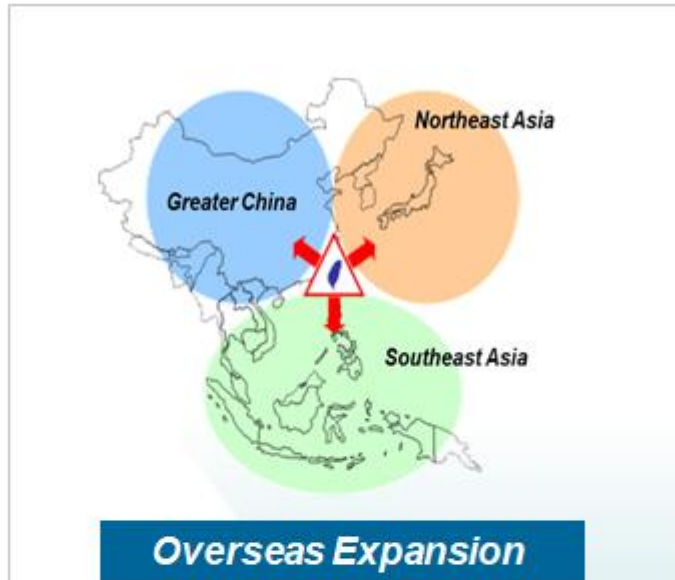 Northeast Asia
Greater China
Southeast Asia
Overseas Expansion